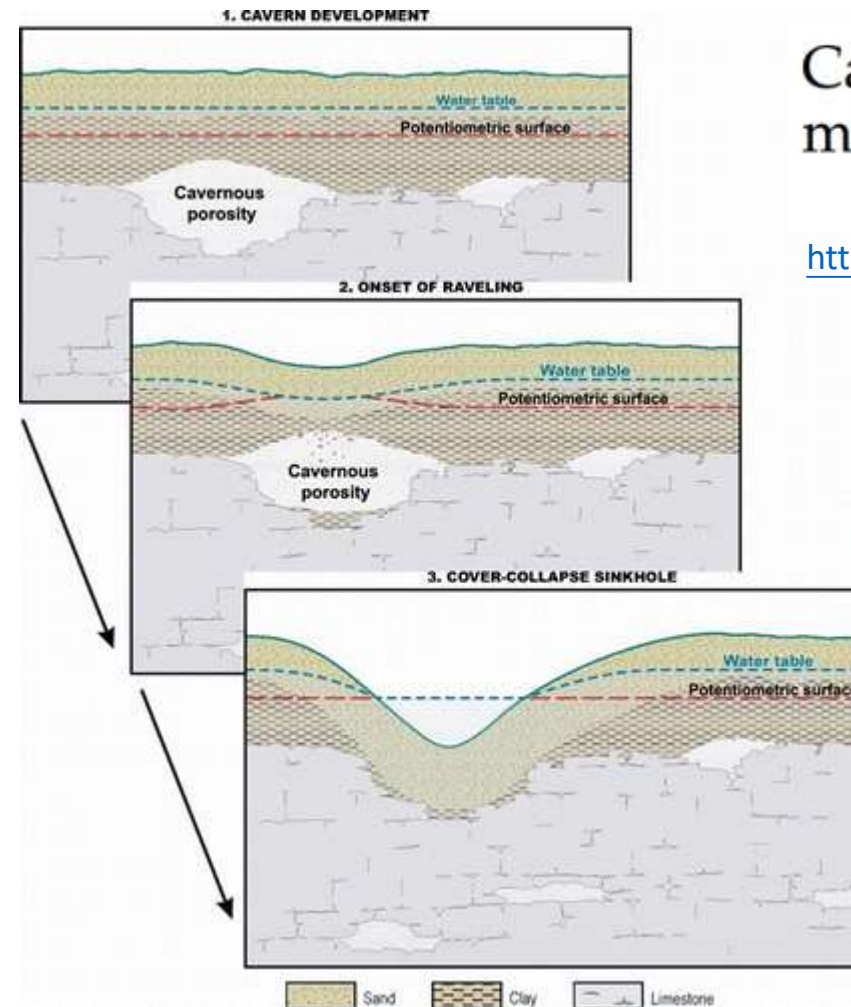 1. CAVERN DEVELOPMENT
Water table
Potentiometric surface
Cavernous
porosity
Ca
m
htt
2. ONSET OF RAVELING
Water table
Potentiometric surface
Cavernous
porosity
3. COVER-COLLAPSE SINKHOLE
Water table
Potentiometric surface
Sand Clay Limestone